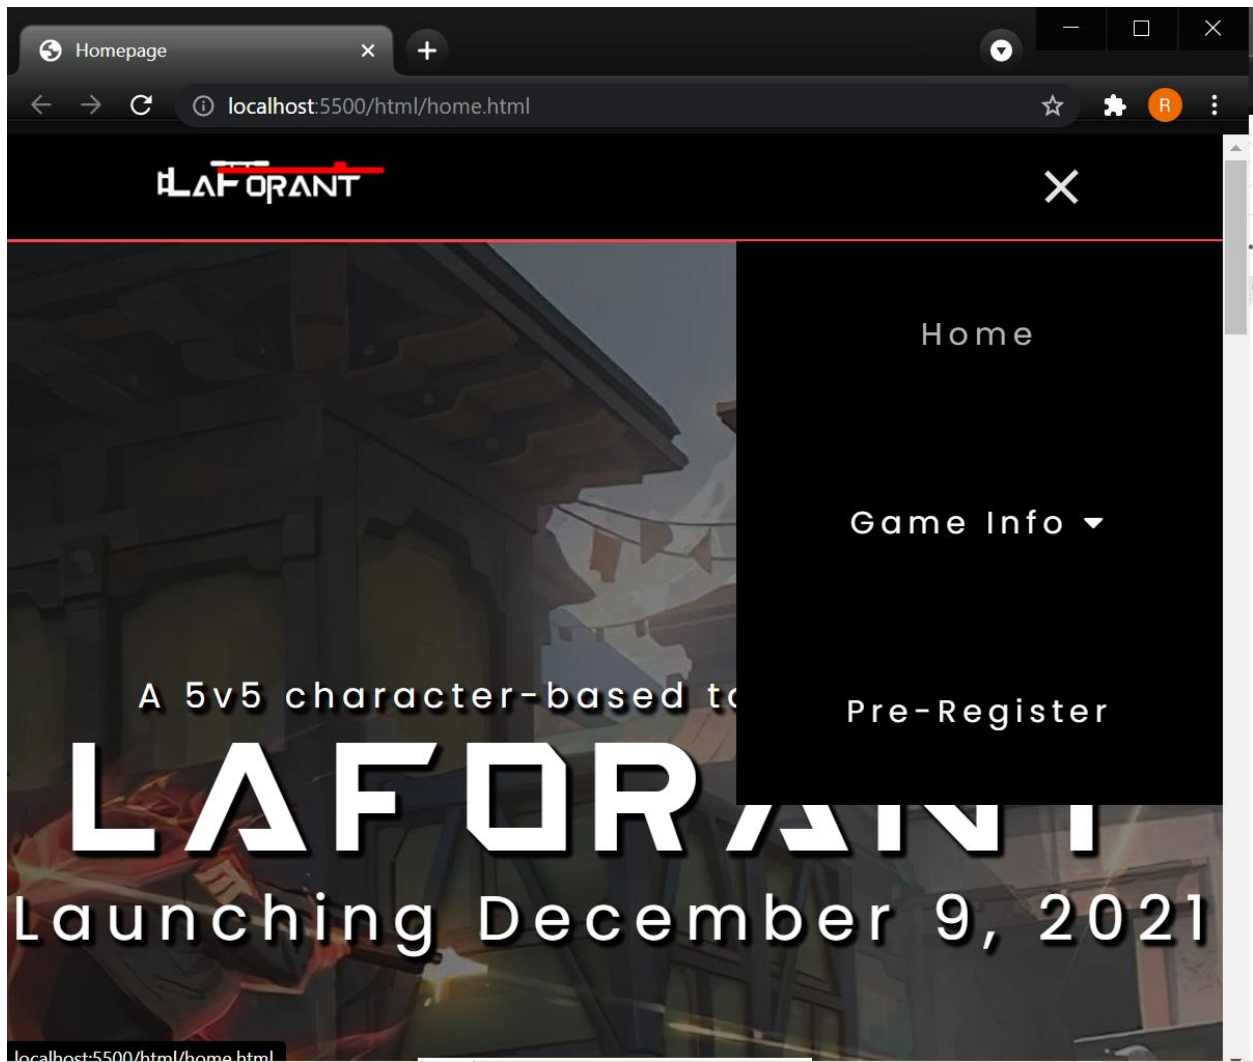 Homepage
localhost:5500/html/home.html
R
LAFORANT
Home
Game Info
Pre-Register
A 5v5 character-based
LAFORANT
Launching December 9, 2021
localhost:5500/html/home.html